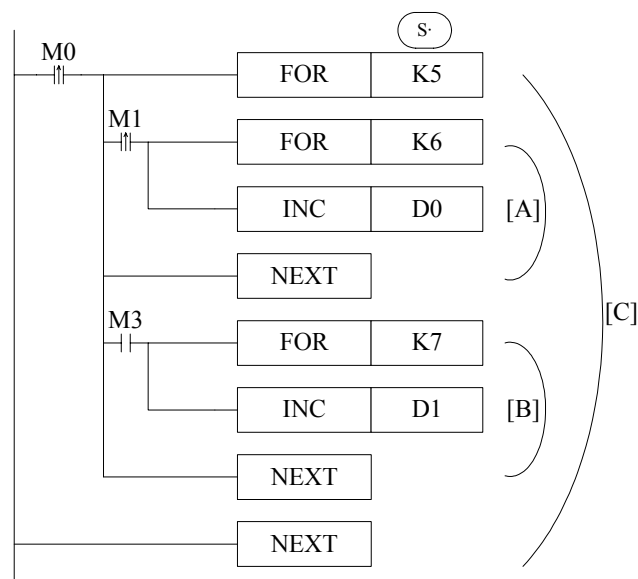 S·
M0
FOR K5
M1
FOR K6
INC D0 [A]
NEXT
M3
[C]
FOR K7
INC D1 [B]
NEXT
NEXT